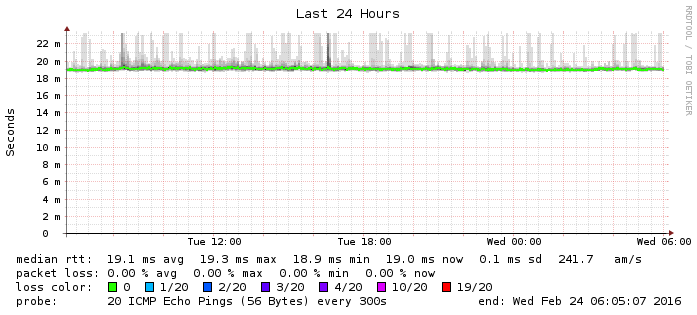 Last 24 Hours
RRDTOOL / TOBI OETIKER
Seconds
22 m
20 m
18 m
16 m
14 m
12 m
10 m
8 m
6 m
4 m
2 m
0
Tue 12:00 Tue 18:00 Wed 00:00 Wed 06:00
median rtt: 19.1 ms avg 19.3 ms max 18.9 ms min 19.0 ms now 0.1 ms sd 241.7 am/s
packet loss: 0.00 % avg 0.00 % max 0.00 % min 0.00 % now
loss color: 0 1/20 2/20 3/20 4/20 10/20 19/20
probe: 20 ICMP Echo Pings (56 Bytes) every 300s end: Wed Feb 24 06:05:07 2016